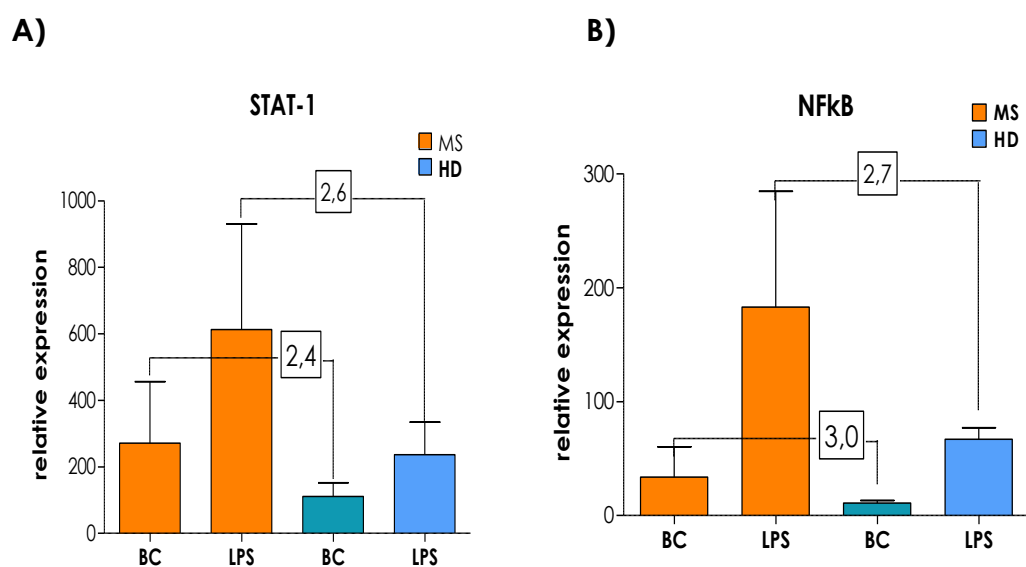 A)
STAT-1
MS
HD
relative expression
1000
800
600
400
200
0
2,6
2,4
BC LPS BC LPS
B)
NFkB
MS
HD
relative expression
300
200
100
0
2,7
3,0
BC LPS BC LPS